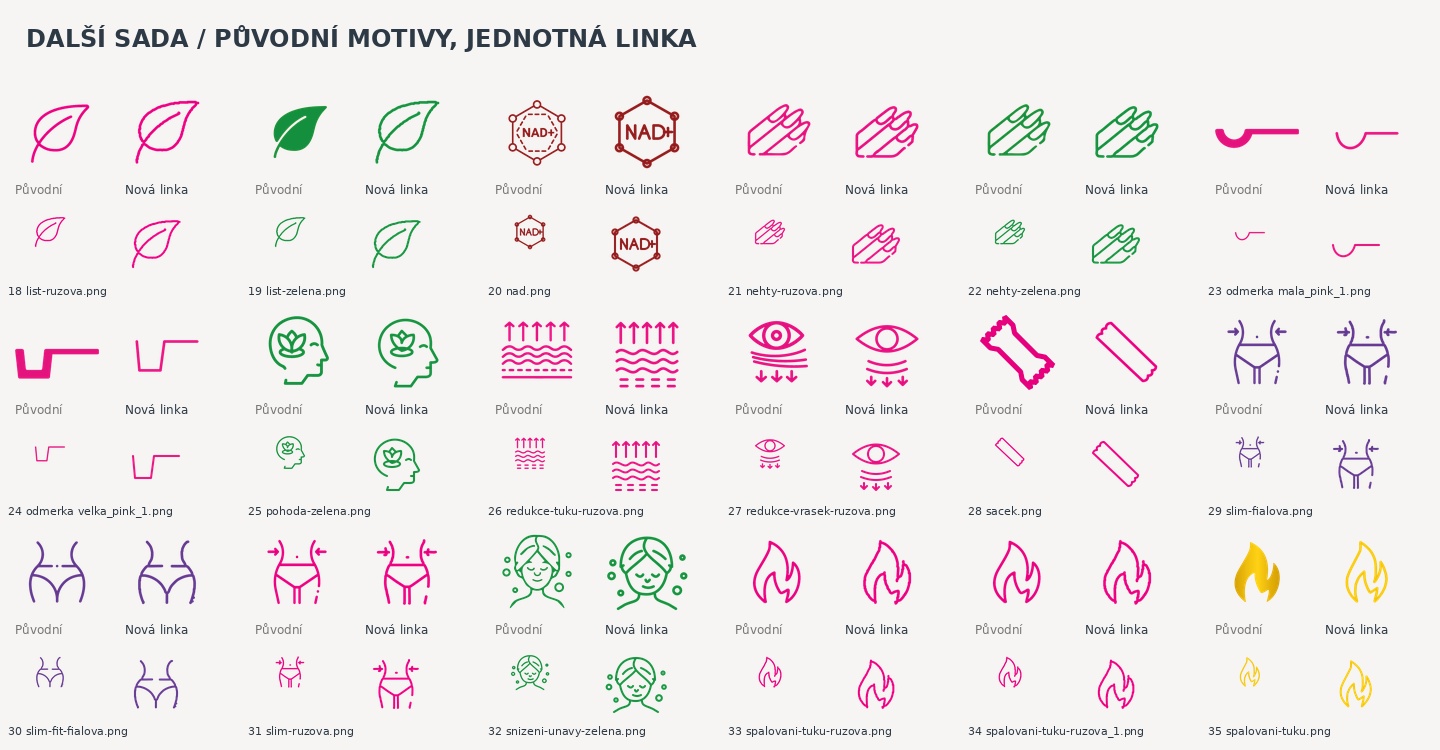 DALŠÍ SADA / PŮVODNÍ MOTIVY, JEDNOTNÁ LINKA
NAD+ NAD+
Původní Nová linka Původní Nová linka Původní Nová linka Původní Nová linka Původní Nová linka Původní Nová linka
NAD+ NAD+
18 list-ruzova.png 19 list-zelena.png 20 nad.png 21 nehty-ruzova.png 22 nehty-zelena.png 23 odmerka mala_pink_1.png
Původní Nová linka Původní Nová linka Původní Nová linka Původní Nová linka Původní Nová linka Původní Nová linka
24 odmerka velka_pink_1.png 25 pohoda-zelena.png 26 redukce-tuku-ruzova.png 27 redukce-vrasek-ruzova.png 28 sacek.png 29 slim-fialova.png
Původní Nová linka Původní Nová linka Původní Nová linka Původní Nová linka Původní Nová linka Původní Nová linka
30 slim-fit-fialova.png 31 slim-ruzova.png 32 snizeni-unavy-zelena.png 33 spalovani-tuku-ruzova.png 34 spalovani-tuku-ruzova_1.png 35 spalovani-tuku.png